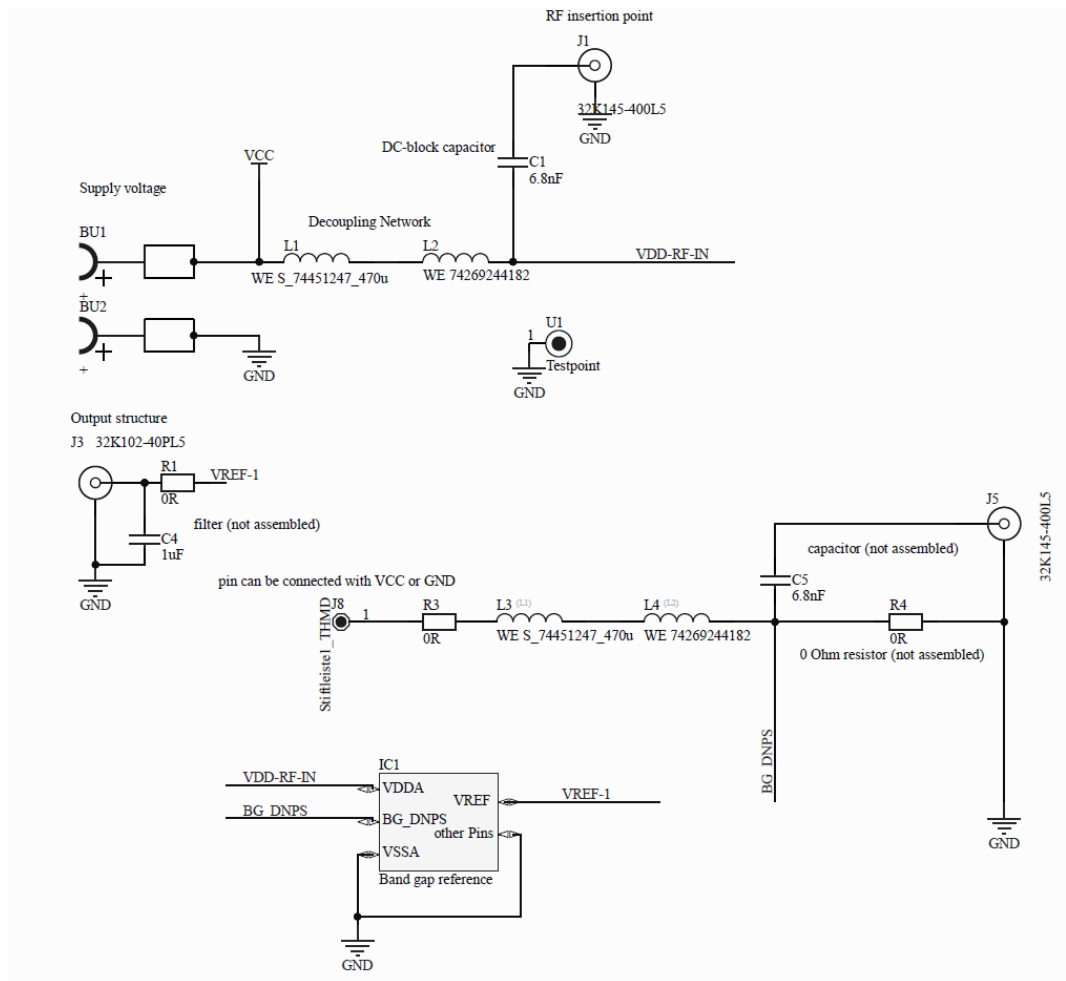 RF insertion point
J1
32K145-400L5
GND
DC-block capacitor
C1
6.8nF
VCC
Supply voltage
Decoupling Network
BU1
L1
L2
VDD-RF-IN
WE S_74451247_470u
WE 74269244182
+
+
BU2
+
+
GND
U1
1
Testpoint
GND
Output structure
J3 32K102-40PL5
R1
VREF-1
0R
filter (not assembled)
C4
1uF
GND
J5
32K145-400L5
capacitor (not assembled)
C5
6.8nF
pin can be connected with VCC or GND
J8
1
Stiftleiste1_THMD
R3
0R
L3 (L1)
WE S_74451247_470u
L4 (L2)
WE 74269244182
R4
0R
0 Ohm resistor (not assembled)
BG_DNPS
GND
IC1
VDD-RF-IN
VDDA
VREF
VREF-1
BG_DNPS
BG_DNPS
other Pins
VSSA
Band gap reference
GND